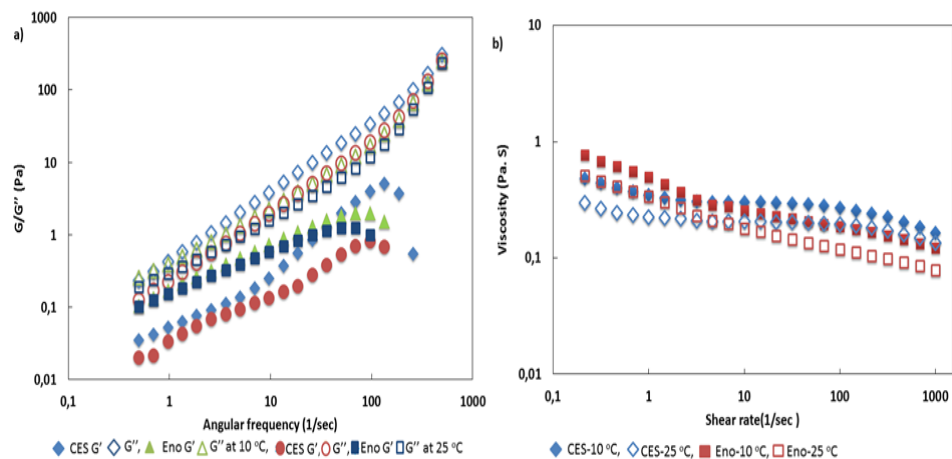 a)
1000
100
10
1
0,1
0,01
G/G’’ (Pa)
0,1 1 10 100 1000
Angular frequency (1/sec)
CES G’ G’’, Eno G’ G’’ at 10 ºC, CES G’, G’’, Eno G’ G’’ at 25 ºC
b)
10
1
0,1
0,01
Viscosity (Pa. S)
0,1 1 10 100 1000
Shear rate(1/sec )
CES-10 ºC, CES-25 ºC, Eno-10 ºC, Eno-25 ºC